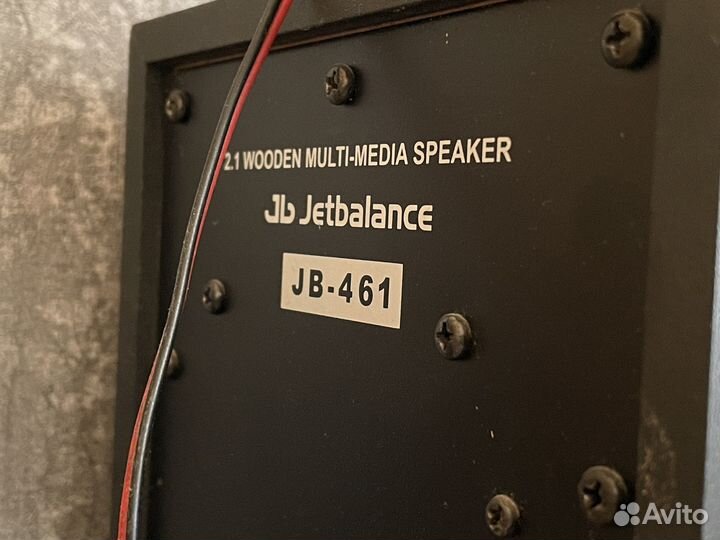 2.1 WOODEN MULTI-MEDIA SPEAKER
Jb Jetbalance
JB-461
Avito